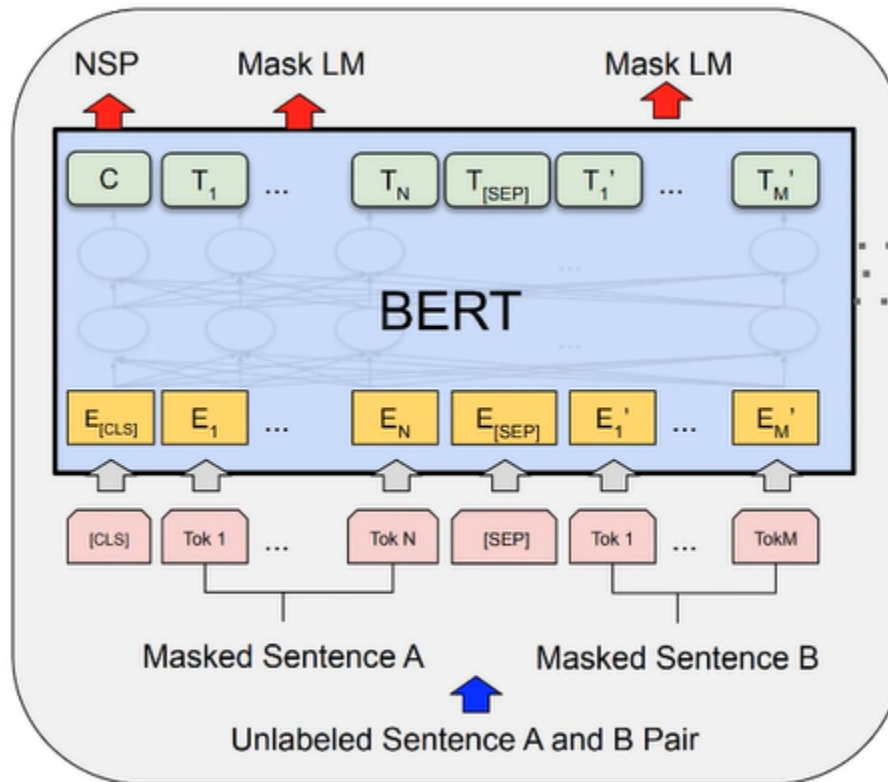 NSP Mask LM Mask LM
C T1 ... TN T[SEP] T1' ... TM'
...
BERT
...
E[CLS] E1 ... EN E[SEP] E1' ... EM'
[CLS] Tok 1 ... Tok N [SEP] Tok 1 ... TokM
Masked Sentence A Masked Sentence B
Unlabeled Sentence A and B Pair